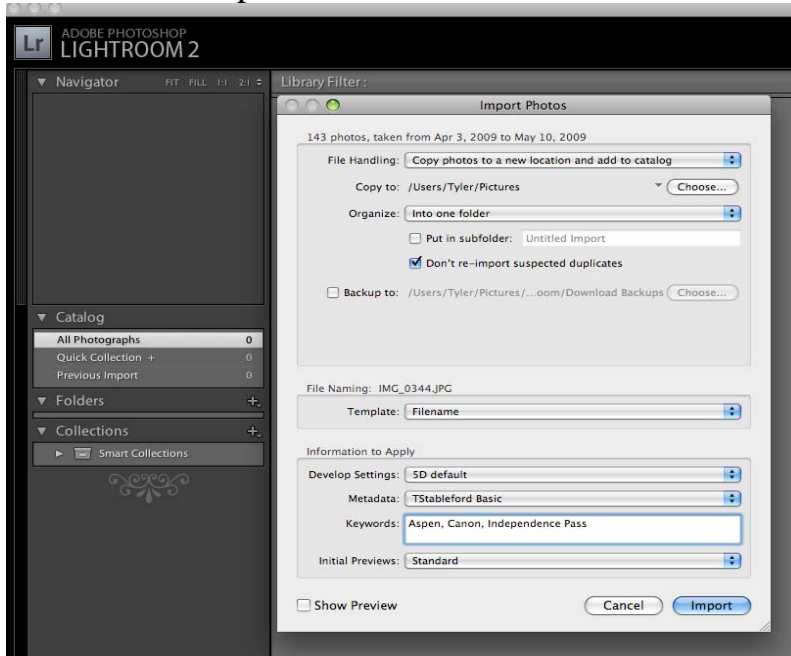 Lr
ADOBE PHOTOSHOP
LIGHTROOM 2
Navigator FIT FILL 1:1 2:1
Library Filter :
Import Photos
143 photos, taken from Apr 3, 2009 to May 10, 2009
File Handling: Copy photos to a new location and add to catalog
Copy to: /Users/Tyler/Pictures Choose...
Organize: Into one folder
Put in subfolder: Untitled Import
Don't re-import suspected duplicates
Backup to: /Users/Tyler/Pictures/...oom/Download Backups Choose...
Catalog
All Photographs 0
Quick Collection + 0
Previous Import 0
Folders
Collections
Smart Collections
File Naming: IMG_0344.JPG
Template: Filename
Information to Apply
Develop Settings: 5D default
Metadata: TStableford Basic
Keywords: Aspen, Canon, Independence Pass
Initial Previews: Standard
Show Preview Cancel Import